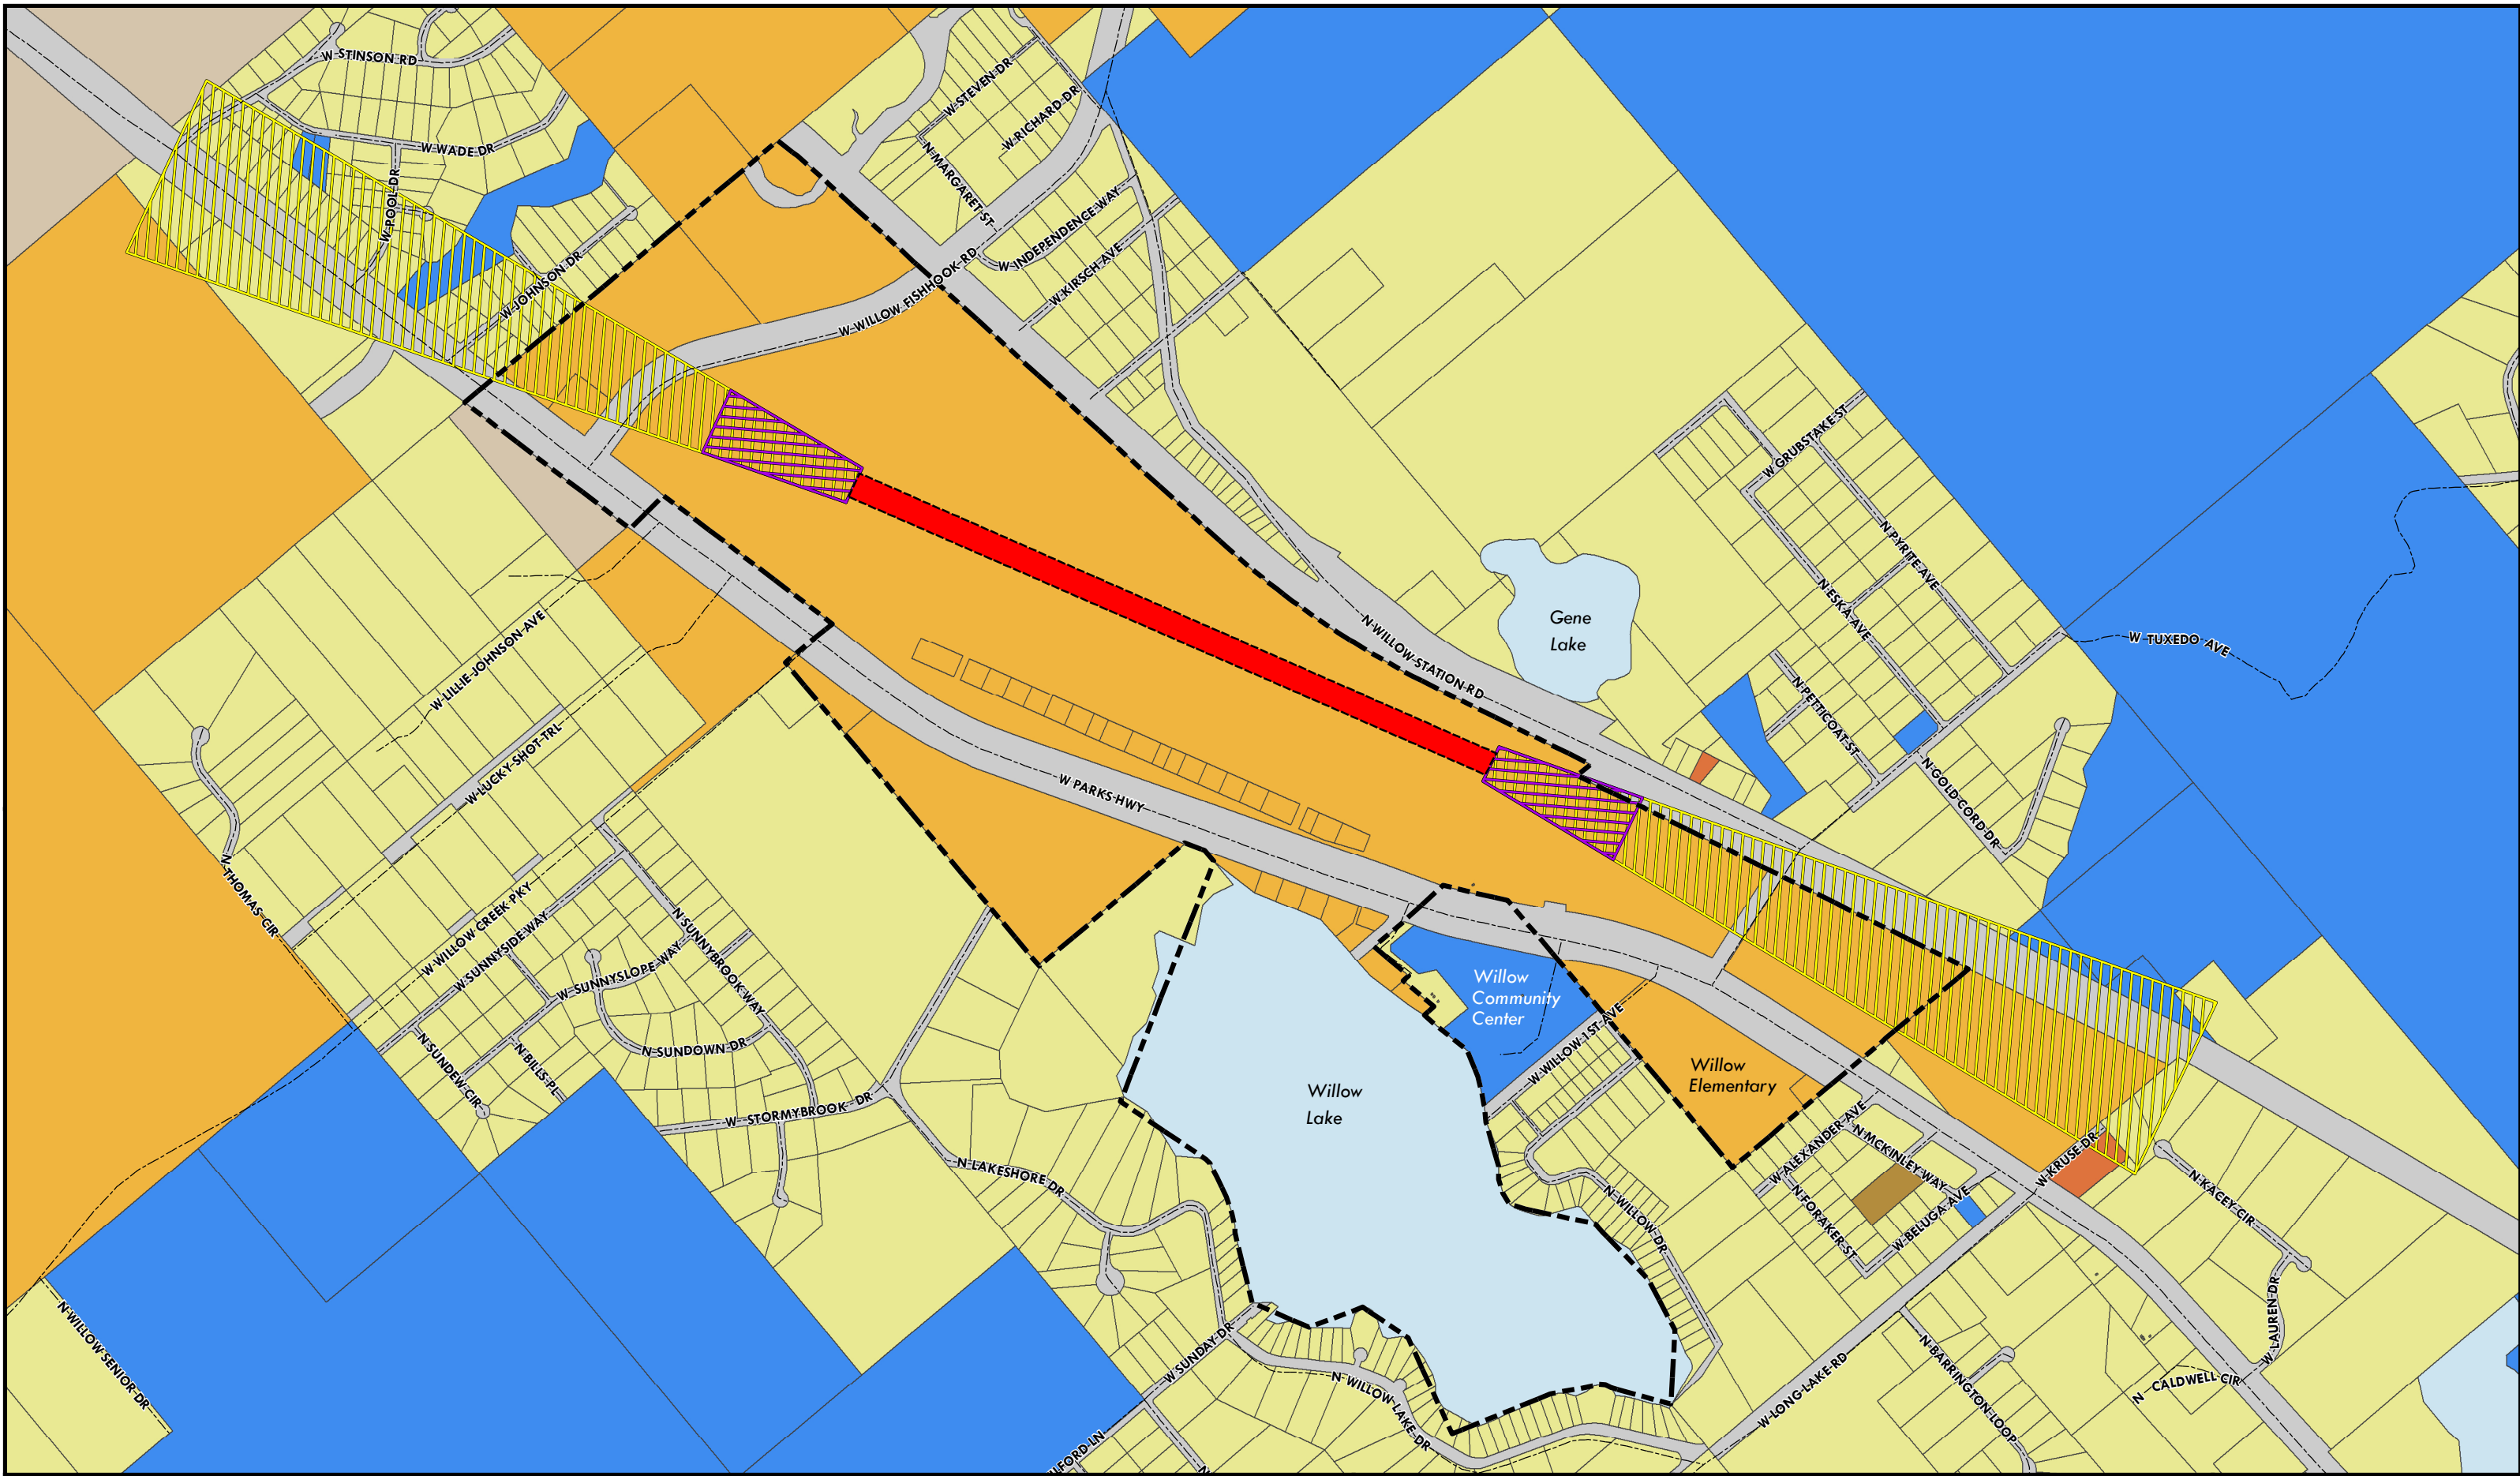 W STINSON RD
W WADE DR
W POOL DR
W JOHNSON DR
W STEVEN DR
W RICHARD DR
N MARGARET ST
W INDEPENDENCE WAY
W KIRSCH AVE
W WILLOW FISHHOOK RD
N WILLOW STATION RD
Gene
Lake
W GRUBSTAKE ST
N PYRITE AVE
N ESKA AVE
N PETTICOAT ST
N GOLD CORD DR
W TUXEDO AVE
W LILLIE JOHNSON AVE
W LUCKY SHOT TRL
N THOMAS CIR
W WILLOW CREEK PKY
W SUNNYSIDE WAY
W SUNNYSLOPE WAY
N SUNNYBROOK WAY
N SUNDOWN DR
N SUNDEW CIR
N BILLS PL
W STORMYBROOK DR
W PARKS HWY
Willow
Community
Center
W WILLOW 1ST AVE
Willow
Elementary
Willow
Lake
N LAKESHORE DR
N WILLOW DR
W ALEXANDER AVE
N MCKINLEY WAY
N FORAKER ST
W BELUGA AVE
W KRUSE DR
N KACEY CIR
W LAUREN DR
N CALDWELL CIR
N BARRINGTON LOOP
W LONG LAKE RD
W SUNDAY DR
N WILLOW LAKE DR
N WILLOW SENIOR DR
LFORD LN
N